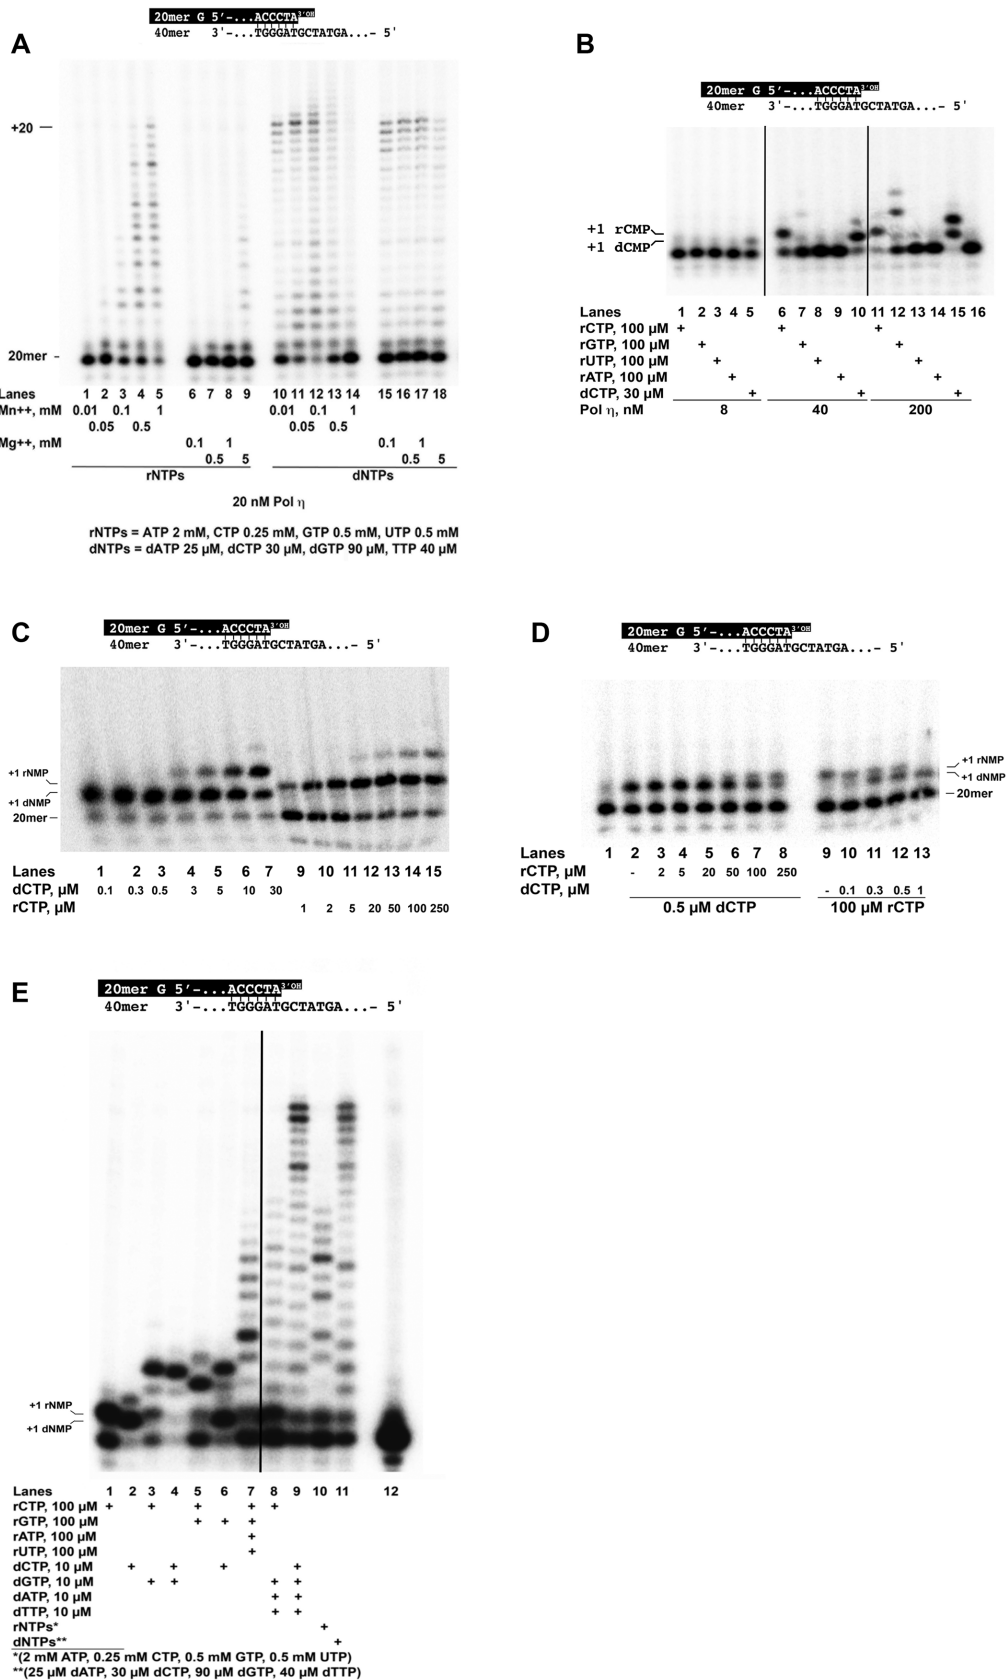 A
20mer G 5'-...ACCCTA3'OH
40mer 3'-...TGGGATGCTATGA...- 5'
+20
20mer -
Lanes 1 2 3 4 5 6 7 8 9 10 11 12 13 14 15 16 17 18
Mn++, mM 0.01 0.1 1 0.01 0.1 1
0.05 0.5 0.05 0.5
Mg++, mM 0.1 1 0.1 1
0.5 5 0.5 5
rNTPs dNTPs
20 nM Pol η
rNTPs = ATP 2 mM, CTP 0.25 mM, GTP 0.5 mM, UTP 0.5 mM
dNTPs = dATP 25 µM, dCTP 30 µM, dGTP 90 µM, TTP 40 µM
B
20mer G 5'-...ACCCTA3'OH
40mer 3'-...TGGGATGCTATGA...- 5'
+1 rCMP
+1 dCMP
Lanes 1 2 3 4 5 6 7 8 9 10 11 12 13 14 15 16
rCTP, 100 µM + + +
rGTP, 100 µM + + +
rUTP, 100 µM + + +
rATP, 100 µM + + +
dCTP, 30 µM + + +
Pol η, nM 8 40 200
C
20mer G 5'-...ACCCTA3'OH
40mer 3'-...TGGGATGCTATGA...- 5'
+1 rNMP
+1 dNMP
20mer
Lanes 1 2 3 4 5 6 7 9 10 11 12 13 14 15
dCTP, µM 0.1 0.3 0.5 3 5 10 30
rCTP, µM 1 2 5 20 50 100 250
D
20mer G 5'-...ACCCTA3'OH
40mer 3'-...TGGGATGCTATGA...- 5'
+1 rNMP
+1 dNMP
20mer
Lanes 1 2 3 4 5 6 7 8 9 10 11 12 13
rCTP, µM - 2 5 20 50 100 250
dCTP, µM - 0.1 0.3 0.5 1
0.5 µM dCTP 100 µM rCTP
E
20mer G 5'-...ACCCTA3'OH
40mer 3'-...TGGGATGCTATGA...- 5'
+1 rNMP
+1 dNMP
Lanes 1 2 3 4 5 6 7 8 9 10 11 12
rCTP, 100 µM + + + + +
rGTP, 100 µM + + +
rATP, 100 µM +
rUTP, 100 µM +
dCTP, 10 µM + + + +
dGTP, 10 µM + + + +
dATP, 10 µM + +
dTTP, 10 µM + +
rNTPs* +
dNTPs** +
*(2 mM ATP, 0.25 mM CTP, 0.5 mM GTP, 0.5 mM UTP)
**(25 µM dATP, 30 µM dCTP, 90 µM dGTP, 40 µM dTTP)